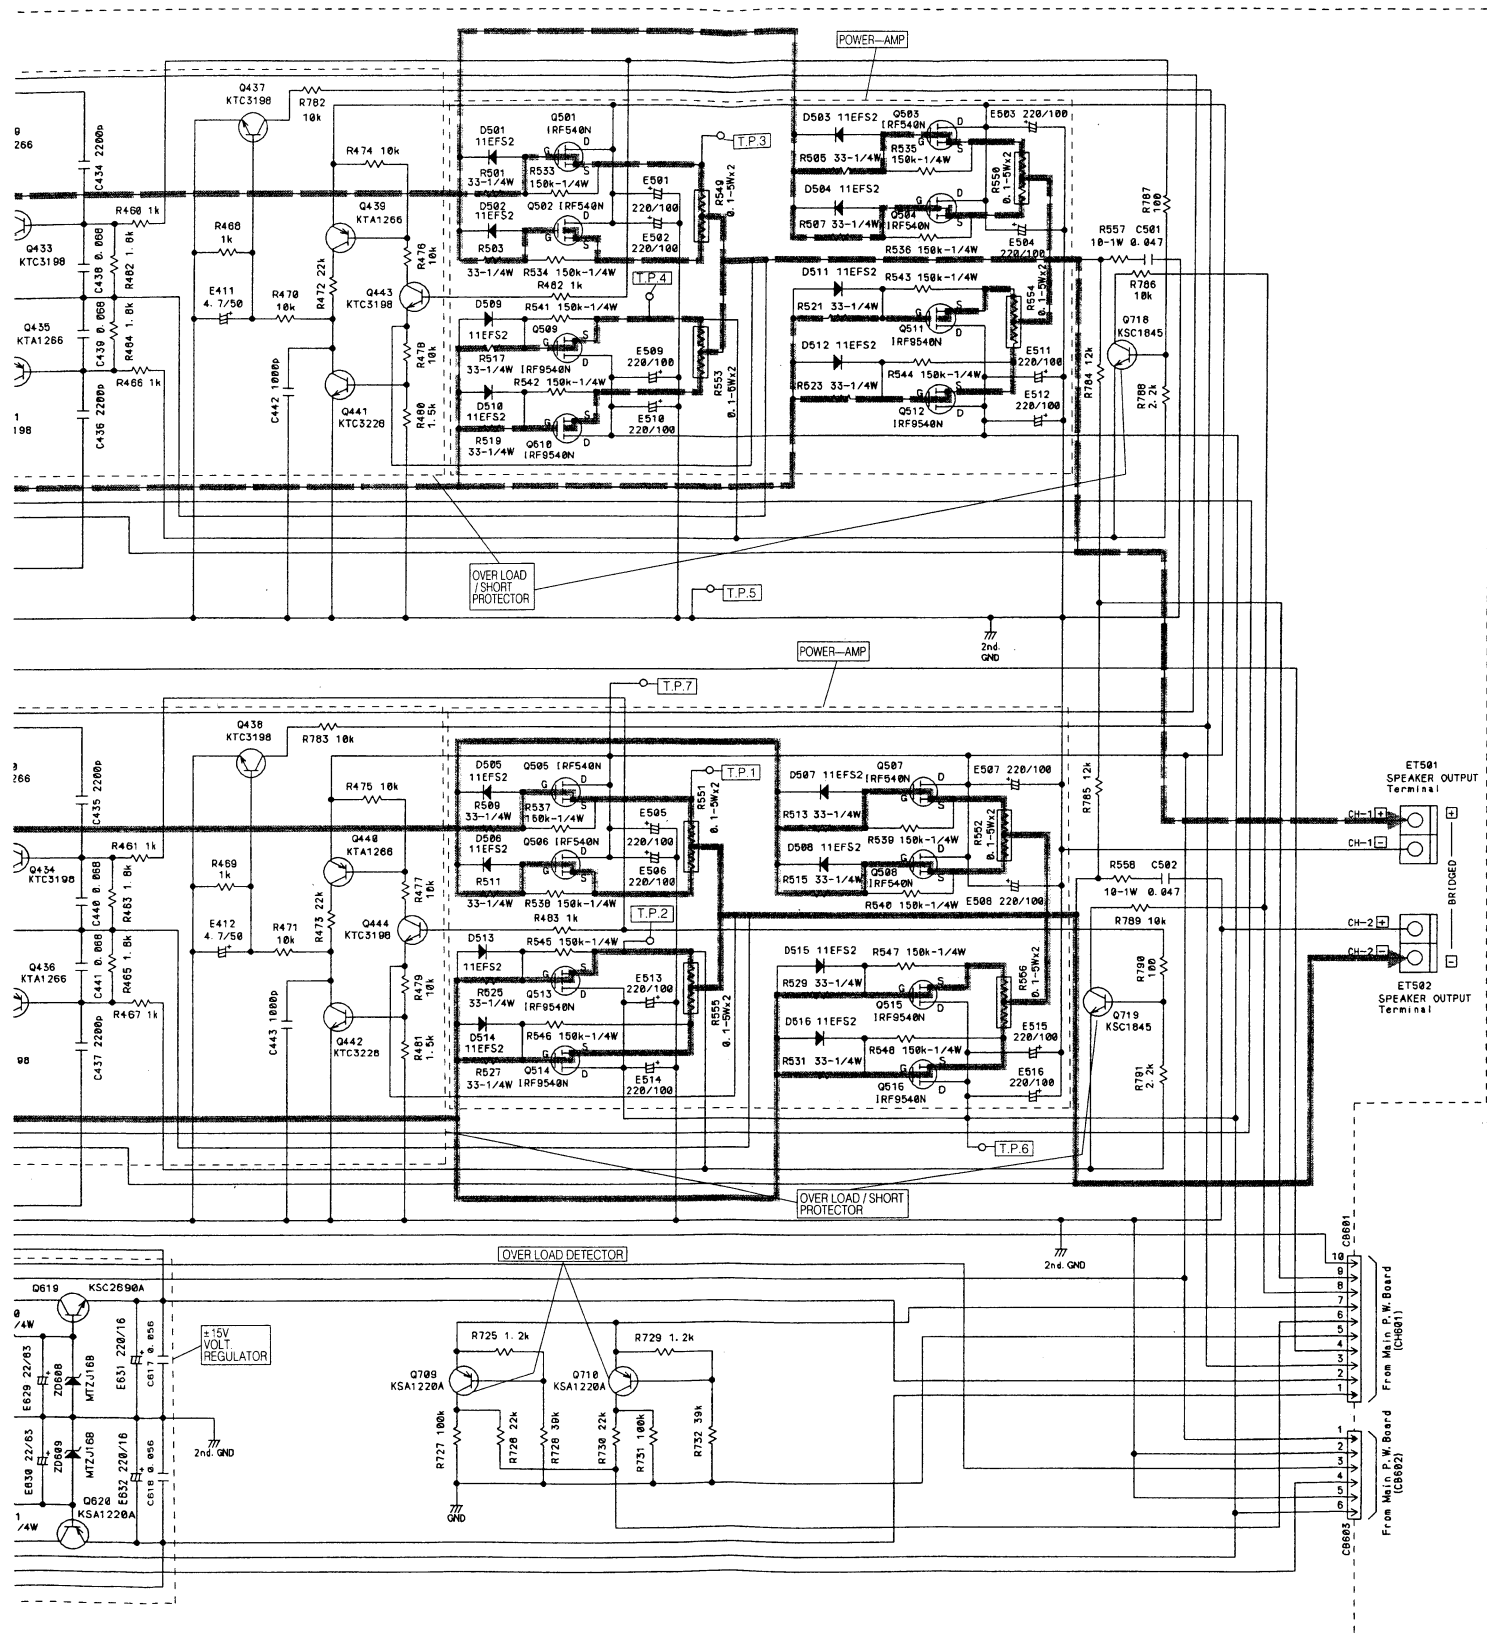 POWER—AMP
Q437
KTC3198
R782
10k
266
C434 2200p
R474 10k
D501
11EFS2
R501
33-1/4W
Q501
IRF540N
D
G
S
R533
150k-1/4W
D502
11EFS2
Q502 IRF540N
R503
33-1/4W
R534 150k-1/4W
R482 1k
E501
220/100
E502
220/100
T.P.3
R549
0.1-5Wx2
T.P.4
D503 11EFS2
Q503
IRF540N
D
G
S
R505 33-1/4W
R535
150k-1/4W
D504 11EFS2
R507 33-1/4W
Q504
IRF540N
R536 150k-1/4W
E503 220/100
R550
0.1-5Wx2
E504
220/100
R787
100
R557
10-1W
C501
0.047
R786
10k
Q718
KSC1845
R784 12k
R788
2.2k
R460 1k
Q433
KTC3198
C438 0.068
R462 1.8k
R468
1k
Q439
KTA1266
R476
10k
E411
4.7/50
R470
10k
R472 22k
Q443
KTC3198
Q435
KTA1266
C439 0.068
R464 1.8k
R466 1k
198
C436 2200p
C442 1000p
R478
10k
Q441
KTC3228
R480
1.5k
D509
11EFS2
R541 150k-1/4W
Q509
R517
33-1/4W
IRF9540N
R542 150k-1/4W
D510
11EFS2
R519
33-1/4W
Q510
IRF9540N
E509
220/100
E510
220/100
R553
0.1-5Wx2
D511 11EFS2
R543 150k-1/4W
R521
33-1/4W
Q511
IRF9540N
D512 11EFS2
R523 33-1/4W
R544 150k-1/4W
Q512
IRF9540N
R554
0.1-5Wx2
E511
220/100
E512
220/100
OVER LOAD
/ SHORT
PROTECTOR
T.P.5
2nd.
GND
POWER—AMP
T.P.7
Q438
KTC3198
R783 10k
266
C435 2200p
R475 10k
D505
11EFS2
R509
33-1/4W
Q505 IRF540N
R537
150k-1/4W
D506
11EFS2
Q506 IRF540N
R511
33-1/4W
R538 150k-1/4W
R483 1k
E505
220/100
E506
220/100
T.P.1
R551
0.1-5Wx2
T.P.2
D507 11EFS2
Q507
IRF540N
R513 33-1/4W
R539 150k-1/4W
D508 11EFS2
R515 33-1/4W
Q508
IRF540N
R540 150k-1/4W
E507 220/100
R552
0.1-5Wx2
E508 220/100
R785 12k
R558
10-1W
C502
0.047
R789 10k
R790
100
Q719
KSC1845
R791
2.2k
ET501
SPEAKER OUTPUT
Terminal
CH-1 +
CH-1 -
CH-2 +
CH-2 -
+
BRIDGED
-
ET502
SPEAKER OUTPUT
Terminal
R461 1k
Q434
KTC3198
C440 0.068
R463 1.8k
R469
1k
Q440
KTA1266
R477
10k
E412
4.7/50
R471
10k
R473 22k
Q444
KTC3198
Q436
KTA1266
C441 0.068
R465 1.8k
R467 1k
98
C437 2200p
C443 1000p
R479
10k
Q442
KTC3228
R481
1.5k
D513
11EFS2
R545 150k-1/4W
R525
33-1/4W
Q513
IRF9540N
D514
11EFS2
R546 150k-1/4W
R527
33-1/4W
Q514
IRF9540N
E513
220/100
E514
220/100
R555
0.1-5Wx2
D515 11EFS2
R547 150k-1/4W
R529 33-1/4W
Q515
IRF9540N
D516 11EFS2
R531 33-1/4W
R548 150k-1/4W
Q516
IRF9540N
R556
0.1-5Wx2
E515
220/100
E516
220/100
T.P.6
OVER LOAD / SHORT
PROTECTOR
2nd. GND
OVER LOAD DETECTOR
Q619
KSC2690A
/4W
E629 22/63
ZD608
MTZJ16B
E631 220/16
C617 0.056
±15V
VOLT.
REGULATOR
2nd. GND
E630 22/63
ZD609
MTZJ16B
E632 220/16
C618 0.056
Q620
KSA1220A
/4W
R725 1.2k
R729 1.2k
Q709
KSA1220A
Q710
KSA1220A
R727 100k
R726 22k
R728 39k
R730 22k
R731 100k
R732 39k
GND
CB601
10
9
8
7
6
5
4
3
2
1
From Main P.W.Board
(CH601)
1
2
3
4
5
6
From Main P.W.Board
(CB602)
CB603